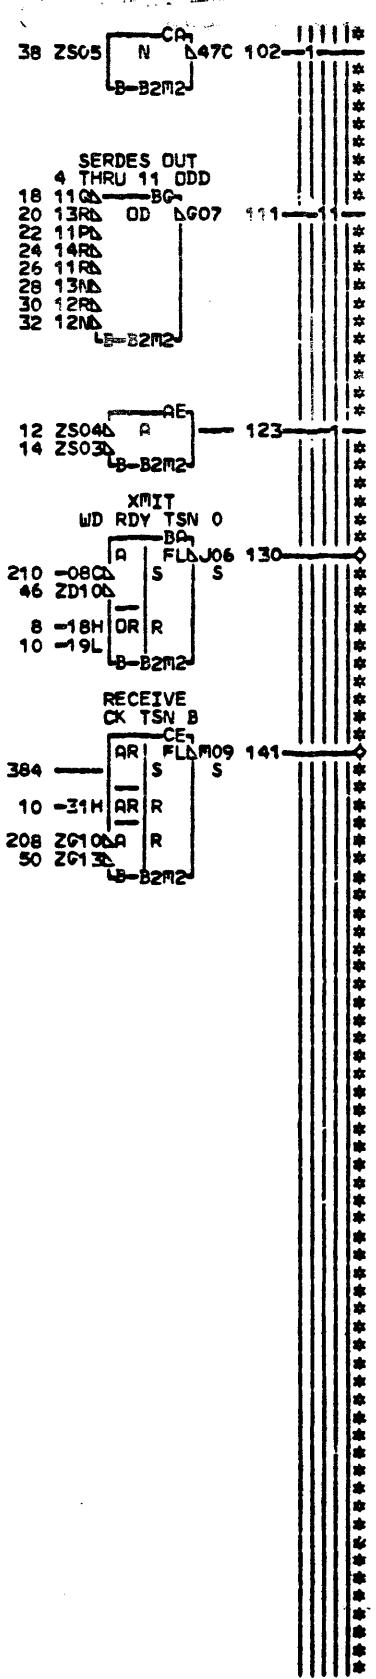 CA
38 ZS05 N 47C 102 1
B-B2M2
SERDES OUT
4 THRU 11 ODD
18 11Q BG
20 13R OD G07 111 11
22 11P
24 14R
26 11R
28 13N
30 12R
32 12N
B-B2M2
AE
12 ZS04 A 123 1
14 ZS03
B-B2M2
XMIT
WD RDY TSN 0
BA
A FL J06 130
210 -08C S S
46 ZD10
8 -18H OR R
10 -19L
B-B2M2
RECEIVE
CK TSN B
CE
AR FL M09 141
384 S S
10 -31H AR R
208 ZG10 A R
50 ZG13
B-B2M2